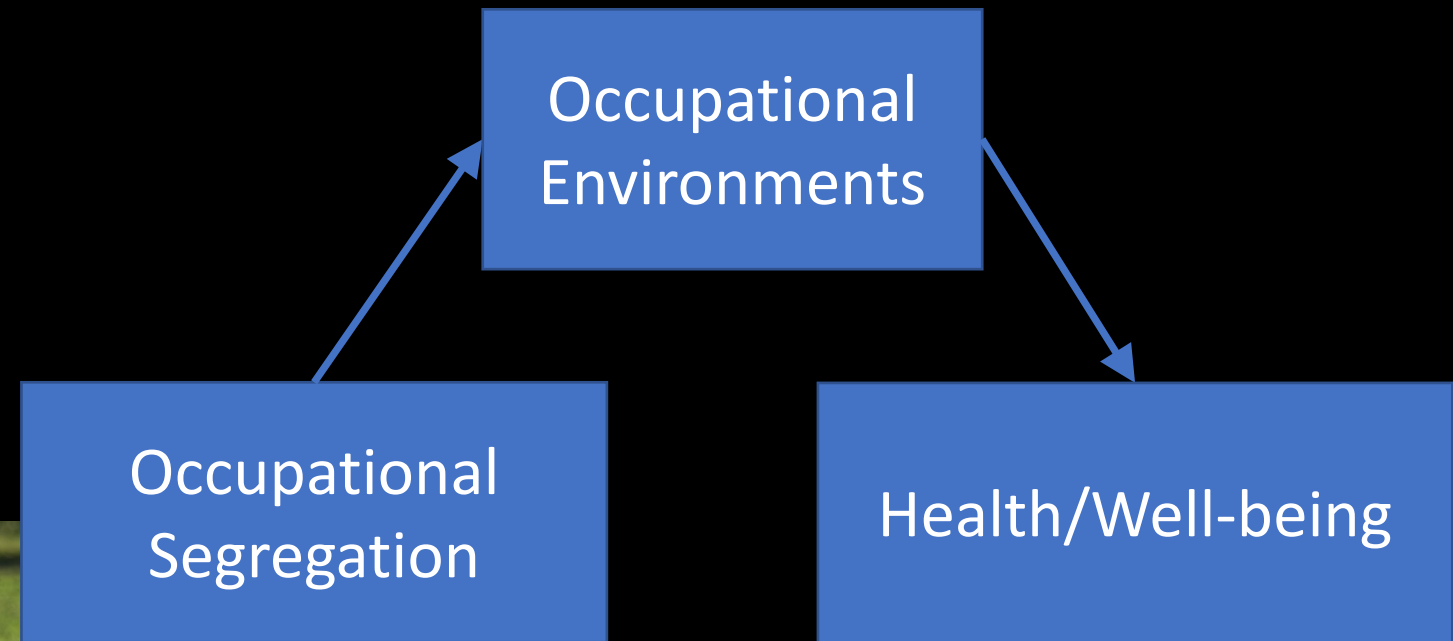 Occupational
Environments
Occupational
Segregation
Health/Well-being